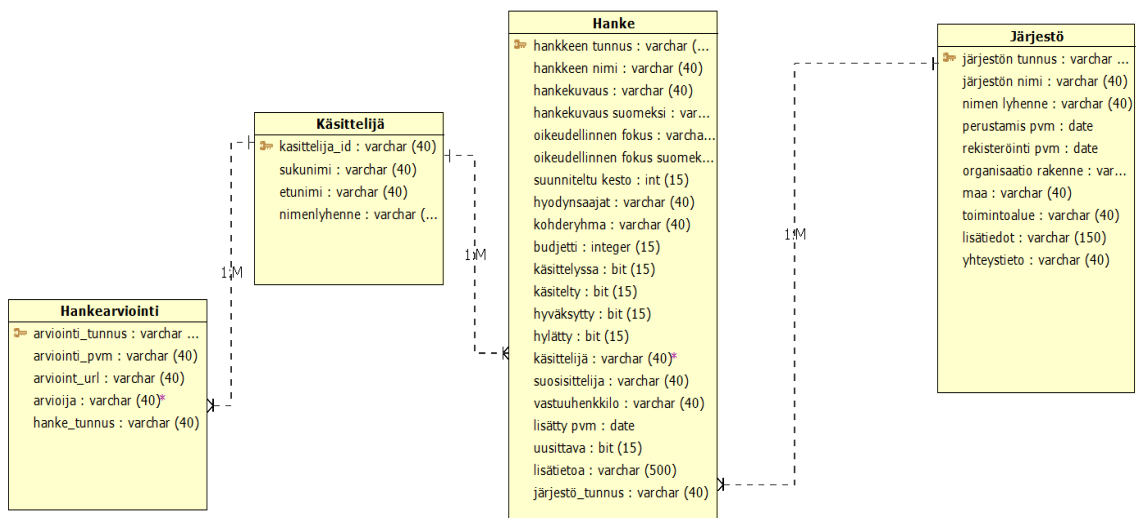 Hanke
hankkeen tunnus : varchar (...
hankkeen nimi : varchar (40)
hankekuvaus : varchar (40)
hankekuvaus suomeksi : var...
oikeudellinnen fokus : varcha...
oikeudellinnen fokus suomek...
suunniteltu kesto : int (15)
hyodynsaajat : varchar (40)
kohderyhma : varchar (40)
budjetti : integer (15)
käsittelyssa : bit (15)
käsitelty : bit (15)
hyväksytty : bit (15)
hylätty : bit (15)
käsittelijä : varchar (40)*
suosisittelija : varchar (40)
vastuuhenkkilo : varchar (40)
lisätty pvm : date
uusittava : bit (15)
lisätietoa : varchar (500)
järjestö_tunnus : varchar (40)
Järjestö
järjestön tunnus : varchar ...
järjestön nimi : varchar (40)
nimen lyhenne : varchar (40)
perustamis pvm : date
rekisteröinti pvm : date
organisaatio rakenne : var...
maa : varchar (40)
toimintoalue : varchar (40)
lisätiedot : varchar (150)
yhteystieto : varchar (40)
Käsittelijä
kasittelija_id : varchar (40)
sukunimi : varchar (40)
etunimi : varchar (40)
nimenlyhenne : varchar (...
Hankearviointi
arviointi_tunnus : varchar ...
arviointi_pvm : varchar (40)
arvioint_url : varchar (40)
arvioija : varchar (40)*
hanke_tunnus : varchar (40)
1:M
1:M
1:M